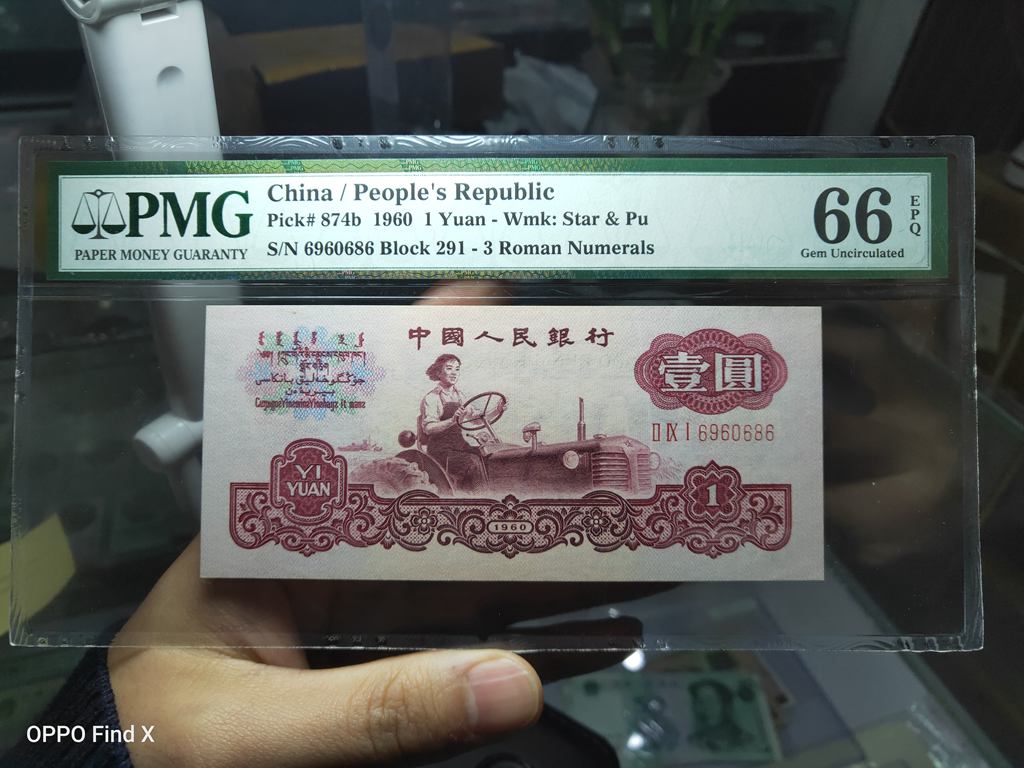 PMG
PAPER MONEY GUARANTY
China / People's Republic
Pick# 874b 1960 1 Yuan - Wmk: Star & Pu
S/N 6960686 Block 291 - 3 Roman Numerals
66
EPQ
Gem Uncirculated
中國人民銀行
壹圓
Ⅱ Ⅸ Ⅰ 6960686
YI
YUAN
1960
1
OPPO Find X